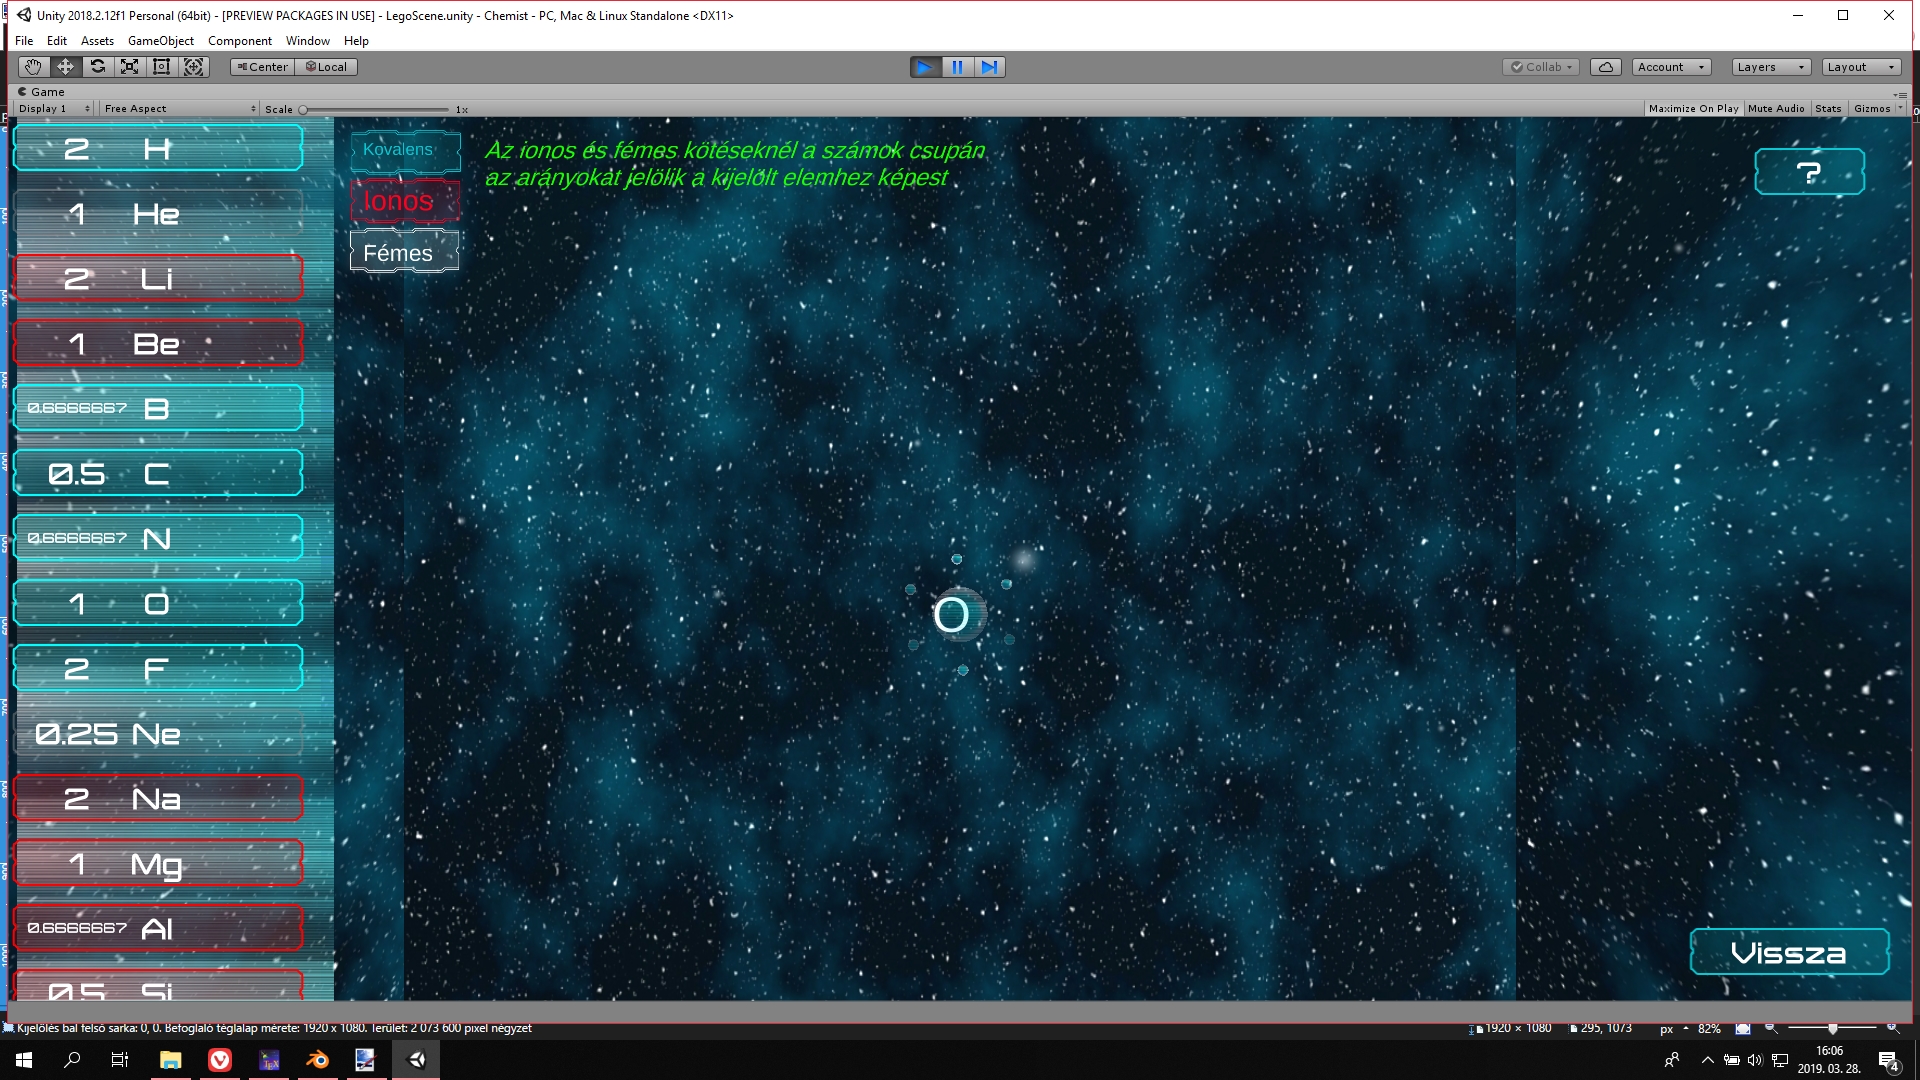 Unity 2018.2.12f1 Personal (64bit) - [PREVIEW PACKAGES IN USE] - LegoScene.unity - Chemist - PC, Mac & Linux Standalone <DX11>
File Edit Assets GameObject Component Window Help
Center Local Collab Account Layers Layout
Game
Display 1 Free Aspect Scale 1x Maximize On Play Mute Audio Stats Gizmos
2 H
1 He
2 Li
1 Be
0.6666667 B
0.5 C
0.6666667 N
1 O
2 F
0.25 Ne
2 Na
1 Mg
0.6666667 Al
0.5 Si
Kovalens
Ionos
Fémes
Az ionos és fémes kötéseknél a számok csupán
az arányokat jelölik a kijelölt elemhez képest
?
O
Vissza
Kijelölés bal felső sarka: 0, 0. Befoglaló téglalap mérete: 1920 x 1080. Terület: 2 073 600 pixel négyzet 1920 × 1080 295, 1073 px 82%
16:06
2019. 03. 28.
4